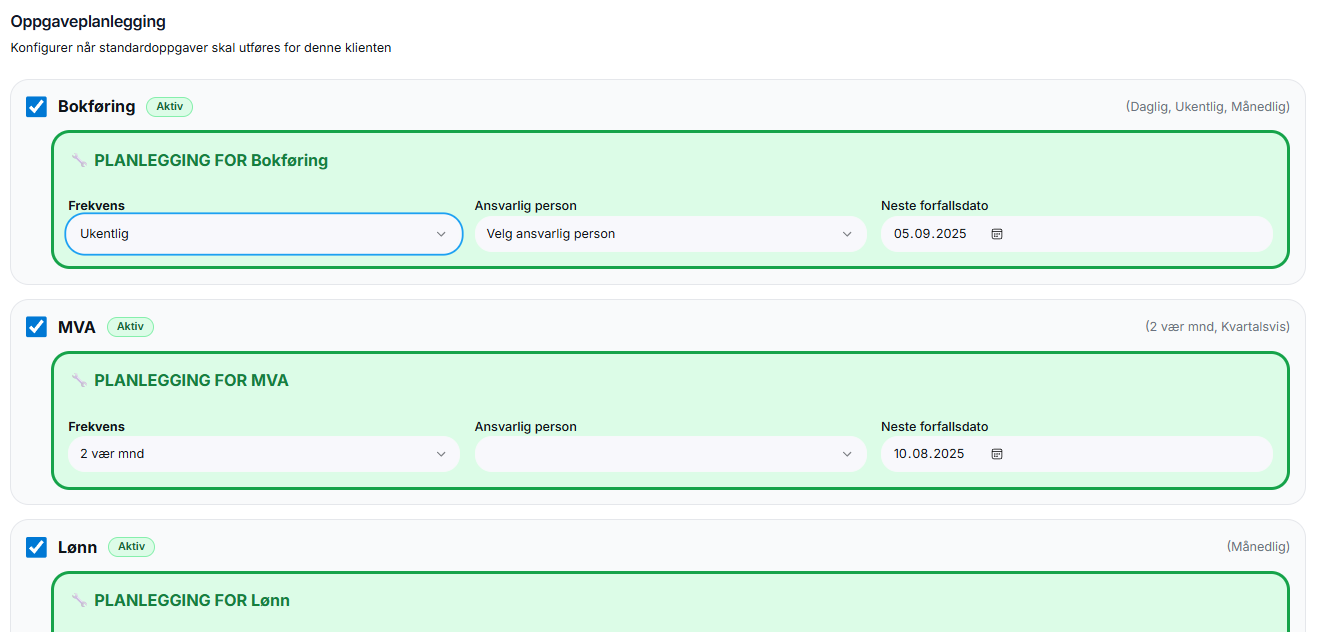 Oppgaveplanlegging
Konfigurer når standardoppgaver skal utføres for denne klienten
Bokføring Aktiv (Daglig, Ukentlig, Månedlig)
PLANLEGGING FOR Bokføring
Frekvens Ansvarlig person Neste forfallsdato
Ukentlig Velg ansvarlig person 05.09.2025
MVA Aktiv (2 vær mnd, Kvartalsvis)
PLANLEGGING FOR MVA
Frekvens Ansvarlig person Neste forfallsdato
2 vær mnd 10.08.2025
Lønn Aktiv (Månedlig)
PLANLEGGING FOR Lønn